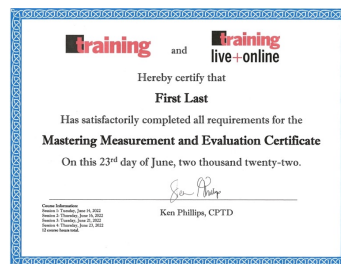 training
and
training
live+online
Hereby certify that
First Last
Has satisfactorily completed all requirements for the
Mastering Measurement and Evaluation Certificate
On this 23rd day of June, two thousand twenty-two.
Ken Phillips, CPTD
Course Information:
Session 1: Tuesday, June 14, 2022
Session 2: Thursday, June 16, 2022
Session 3: Tuesday, June 21, 2022
Session 4: Thursday, June 23, 2022
12 course hours total.